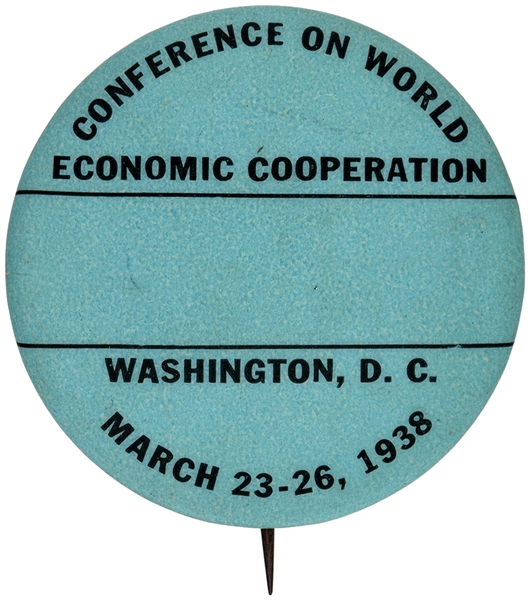 CONFERENCE ON WORLD
ECONOMIC COOPERATION
WASHINGTON, D. C.
MARCH 23-26, 1938